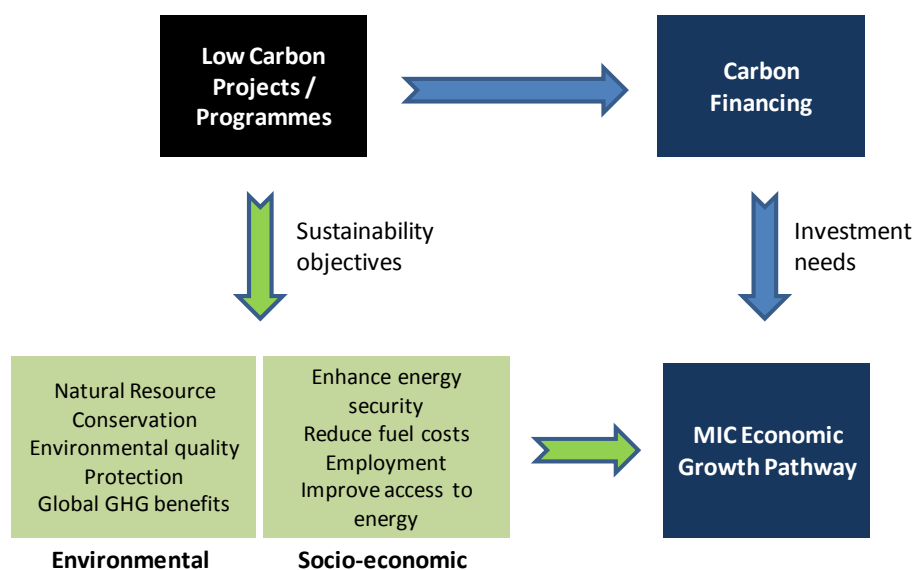 Low Carbon
Projects /
Programmes
Carbon
Financing
Sustainability
objectives
Investment
needs
Natural Resource
Conservation
Environmental quality
Protection
Global GHG benefits
Enhance energy
security
Reduce fuel costs
Employment
Improve access to
energy
MIC Economic
Growth Pathway
Environmental
Socio-economic